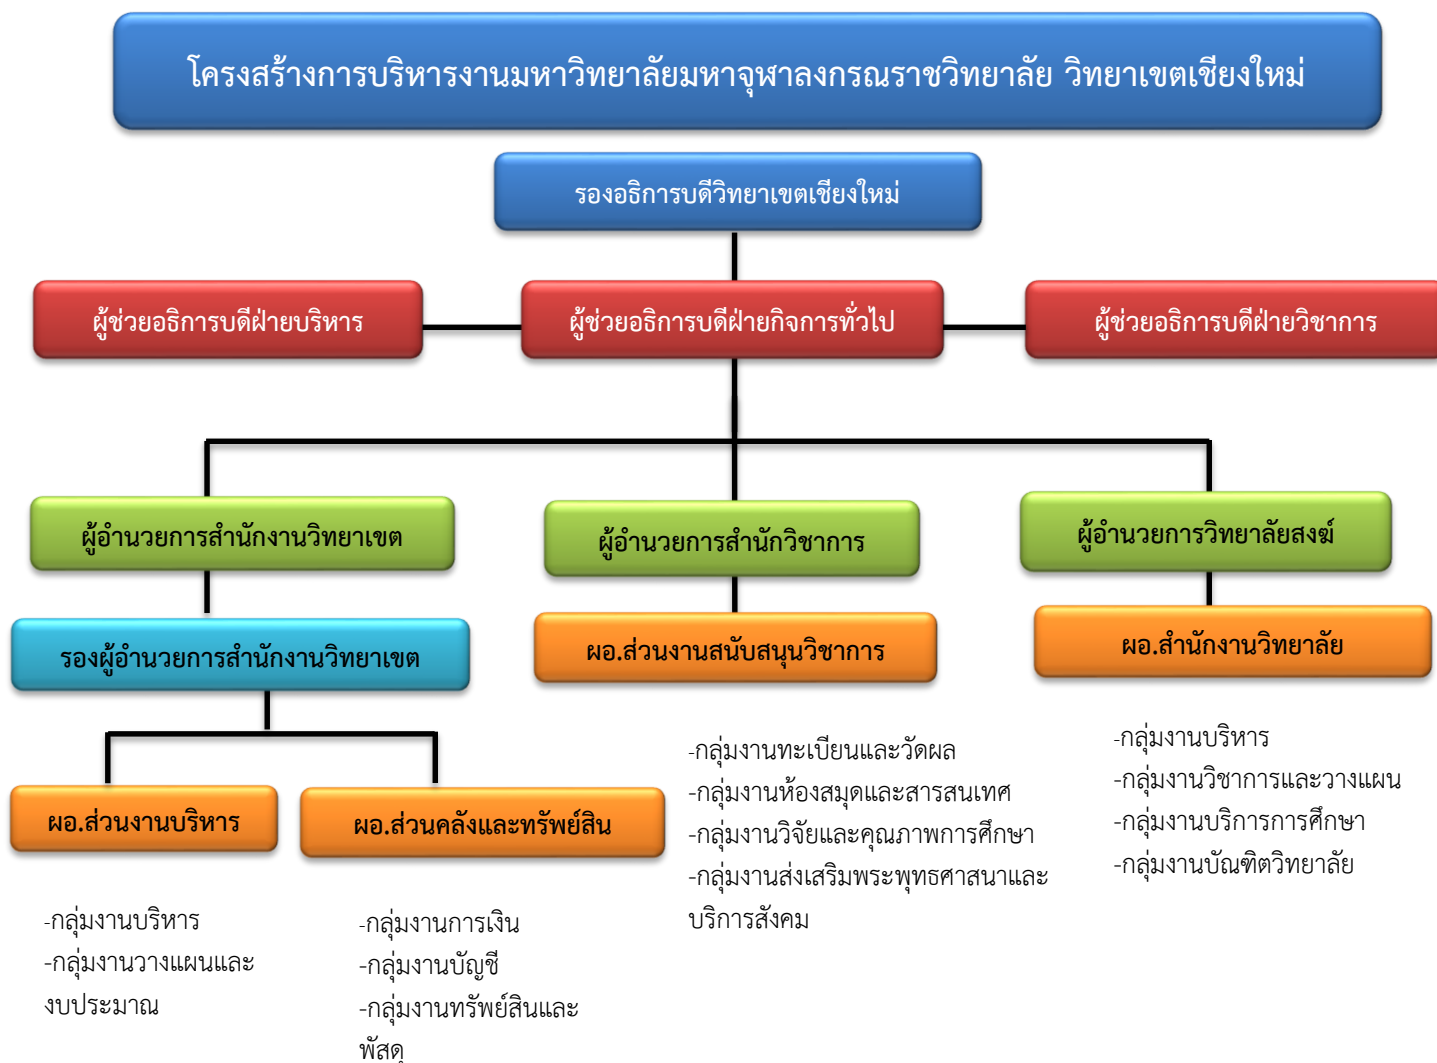 โครงสร้างการบริหารงานมหาวิทยาลัยมหาจุฬาลงกรณราชวิทยาลัย วิทยาเขตเชียงใหม่
รองอธิการบดีวิทยาเขตเชียงใหม่
ผู้ช่วยอธิการบดีฝ่ายบริหาร
ผู้ช่วยอธิการบดีฝ่ายกิจการทั่วไป
ผู้ช่วยอธิการบดีฝ่ายวิชาการ
ผู้อำนวยการสำนักงานวิทยาเขต
ผู้อำนวยการสำนักวิชาการ
ผู้อำนวยการวิทยาลัยสงฆ์
รองผู้อำนวยการสำนักงานวิทยาเขต
ผอ.ส่วนงานสนับสนุนวิชาการ
ผอ.สำนักงานวิทยาลัย
ผอ.ส่วนงานบริหาร
ผอ.ส่วนคลังและทรัพย์สิน
-กลุ่มงานบริหาร
-กลุ่มงานวางแผนและ
งบประมาณ
-กลุ่มงานการเงิน
-กลุ่มงานบัญชี
-กลุ่มงานทรัพย์สินและ
พัสดุ
-กลุ่มงานทะเบียนและวัดผล
-กลุ่มงานห้องสมุดและสารสนเทศ
-กลุ่มงานวิจัยและคุณภาพการศึกษา
-กลุ่มงานส่งเสริมพระพุทธศาสนาและ
บริการสังคม
-กลุ่มงานบริหาร
-กลุ่มงานวิชาการและวางแผน
-กลุ่มงานบริการการศึกษา
-กลุ่มงานบัณฑิตวิทยาลัย